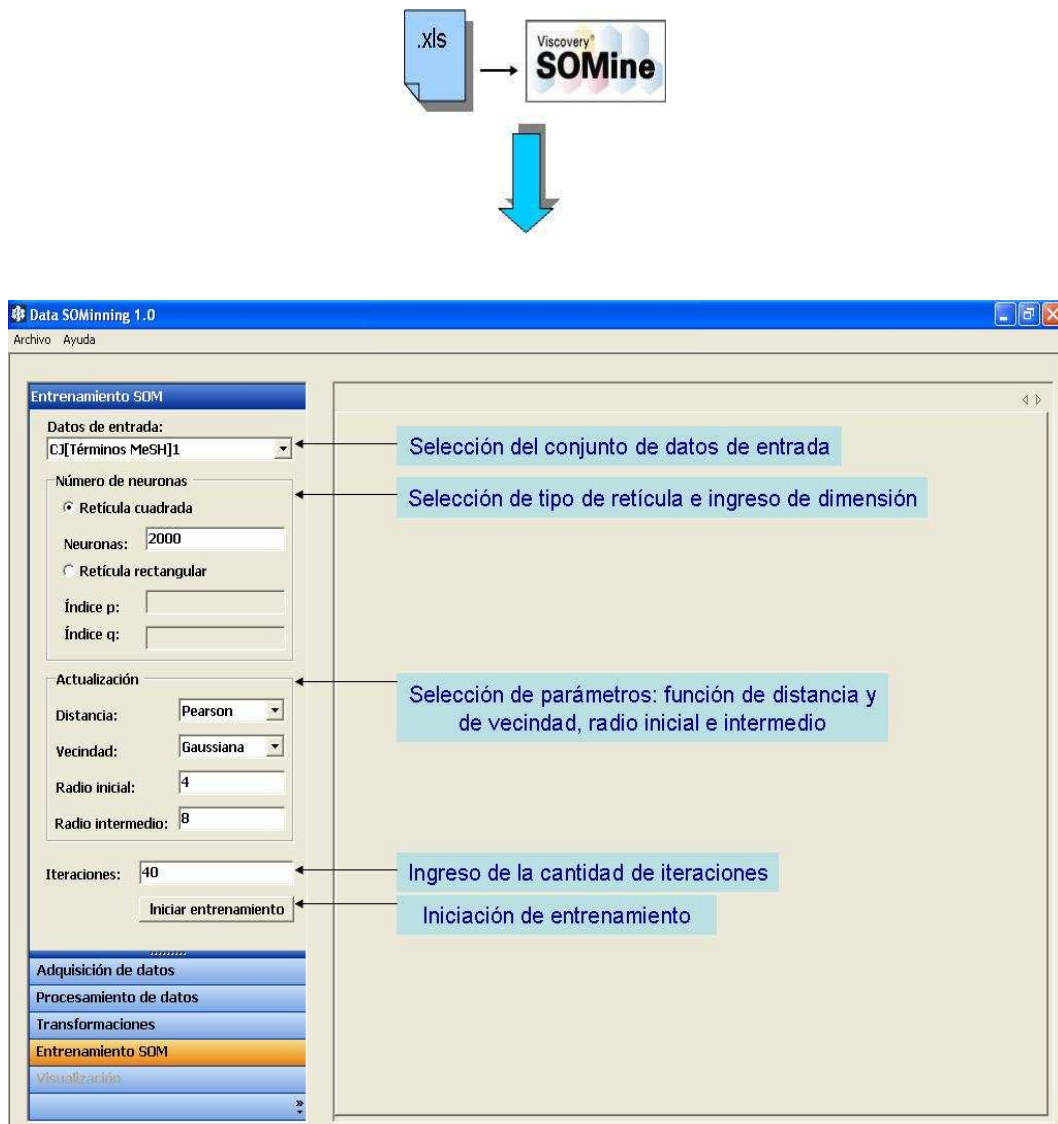 .xls
Viscovery®
SOMine
Data SOMinning 1.0
Archivo Ayuda
Entrenamiento SOM
Datos de entrada:
CJ[Términos MeSH]1
Selección del conjunto de datos de entrada
Número de neuronas
Selección de tipo de retícula e ingreso de dimensión
Retícula cuadrada
Neuronas: 2000
Retícula rectangular
Índice p:
Índice q:
Actualización
Selección de parámetros: función de distancia y
de vecindad, radio inicial e intermedio
Distancia: Pearson
Vecindad: Gaussiana
Radio inicial: 4
Radio intermedio: 8
Iteraciones: 40
Ingreso de la cantidad de iteraciones
Iniciar entrenamiento
Iniciación de entrenamiento
Adquisición de datos
Procesamiento de datos
Transformaciones
Entrenamiento SOM
Visualización